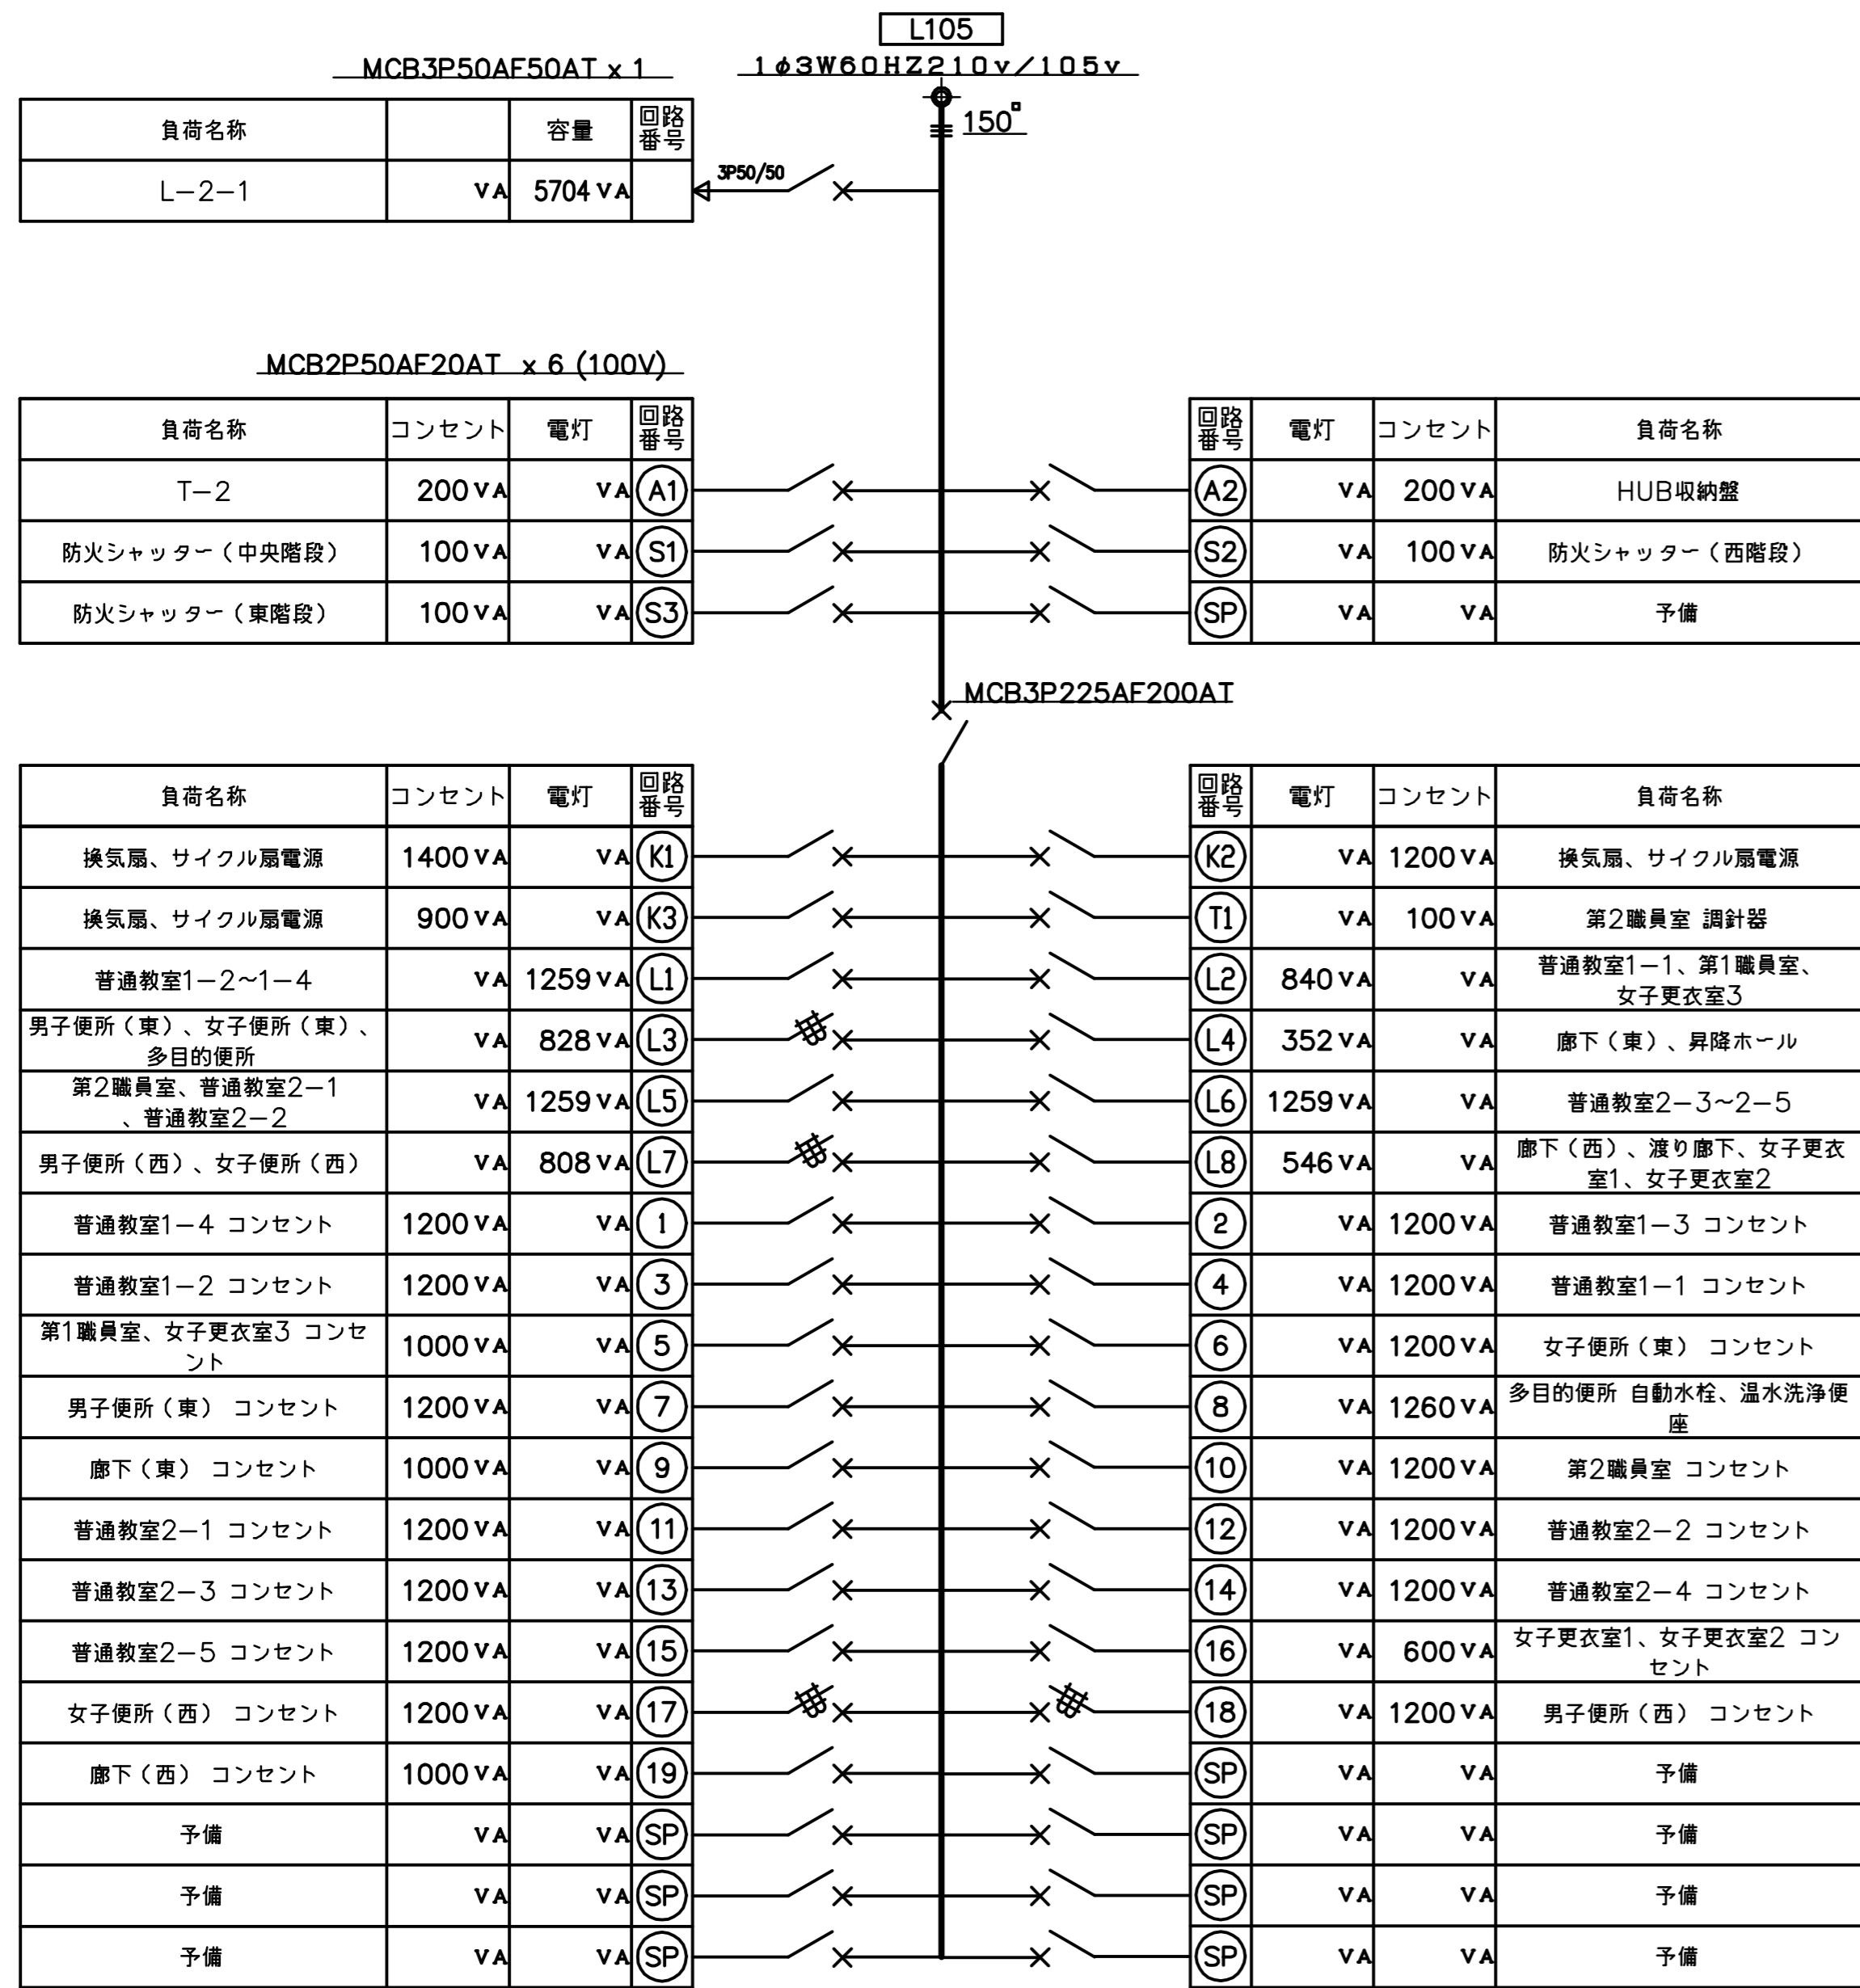 L105
MCB3P50AF50AT x 1
1φ3W60HZ210v/105v
150□
負荷名称 容量 回路番号
L−2−1 VA 5704 VA
3P50/50
MCB2P50AF20AT x 6 (100V)
負荷名称 コンセント 電灯 回路番号 回路番号 電灯 コンセント 負荷名称
T−2 200 VA VA A1 A2 VA 200 VA HUB収納盤
防火シャッター（中央階段） 100 VA VA S1 S2 VA 100 VA 防火シャッター（西階段）
防火シャッター（東階段） 100 VA VA S3 SP VA VA 予備
MCB3P225AF200AT
負荷名称 コンセント 電灯 回路番号 回路番号 電灯 コンセント 負荷名称
換気扇、サイクル扇電源 1400 VA VA K1 K2 VA 1200 VA 換気扇、サイクル扇電源
換気扇、サイクル扇電源 900 VA VA K3 T1 VA 100 VA 第2職員室 調針器
普通教室1−2~1−4 VA 1259 VA L1 L2 840 VA VA 普通教室1−1、第1職員室、
女子更衣室3
男子便所（東）、女子便所（東）、
多目的便所 VA 828 VA L3 L4 352 VA VA 廊下（東）、昇降ホール
第2職員室、普通教室2−1
、普通教室2−2 VA 1259 VA L5 L6 1259 VA VA 普通教室2−3~2−5
男子便所（西）、女子便所（西） VA 808 VA L7 L8 546 VA VA 廊下（西）、渡り廊下、女子更衣
室1、女子更衣室2
普通教室1−4 コンセント 1200 VA VA 1 2 VA 1200 VA 普通教室1−3 コンセント
普通教室1−2 コンセント 1200 VA VA 3 4 VA 1200 VA 普通教室1−1 コンセント
第1職員室、女子更衣室3 コンセ
ント 1000 VA VA 5 6 VA 1200 VA 女子便所（東） コンセント
男子便所（東） コンセント 1200 VA VA 7 8 VA 1260 VA 多目的便所 自動水栓、温水洗浄便
座
廊下（東） コンセント 1000 VA VA 9 10 VA 1200 VA 第2職員室 コンセント
普通教室2−1 コンセント 1200 VA VA 11 12 VA 1200 VA 普通教室2−2 コンセント
普通教室2−3 コンセント 1200 VA VA 13 14 VA 1200 VA 普通教室2−4 コンセント
普通教室2−5 コンセント 1200 VA VA 15 16 VA 600 VA 女子更衣室1、女子更衣室2 コン
セント
女子便所（西） コンセント 1200 VA VA 17 18 VA 1200 VA 男子便所（西） コンセント
廊下（西） コンセント 1000 VA VA 19 SP VA VA 予備
予備 VA VA SP SP VA VA 予備
予備 VA VA SP SP VA VA 予備
予備 VA VA SP SP VA VA 予備